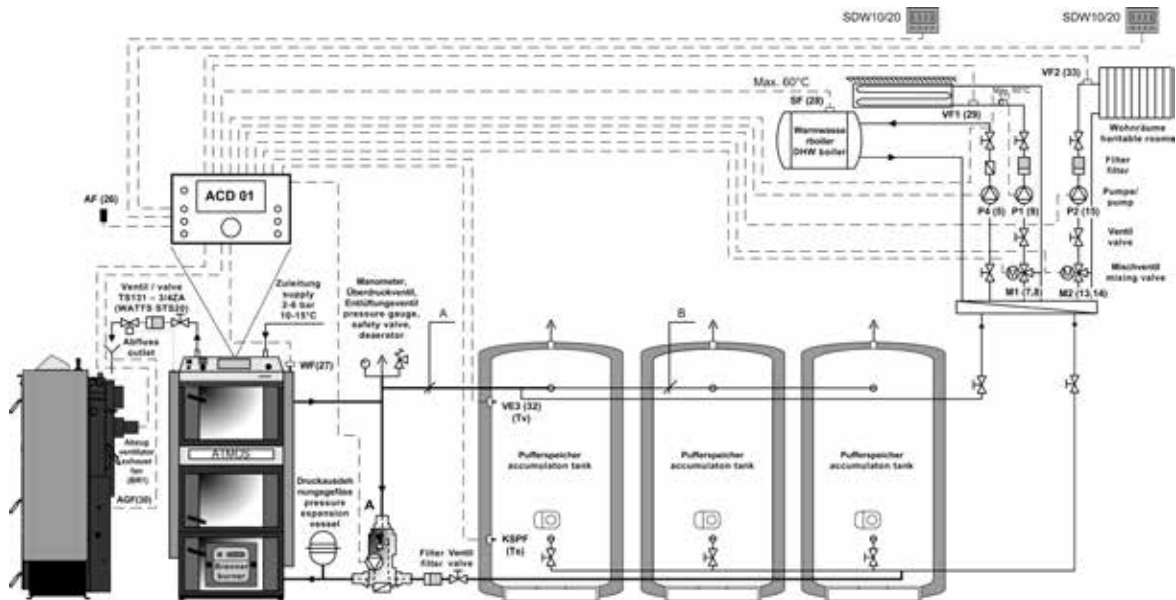 SDW10/20
SDW10/20
VF2 (33)
Max. 60°C
Max. 60°C
SF (28)
VF1 (29)
Warmwasse
rboiler
DHW boiler
Wohnräume
heritable rooms
Filter
filter
ACD 01
AF (26)
Pumpe/
pump
P4 (5)
P1 (9)
P2 (15)
Ventil
valve
Mischventil
mixing valve
M1 (7,8)
M2 (13,14)
Ventil / valve
TS131 – 3/4ZA
(WATTS STS20)
Zuleitung
supply
2-6 bar
10-15°C
Manometer,
Überdruckventil,
Entlüftungsventil
pressure gauge,
safety valve,
deaerator
A
B
Abfluss
outlet
WF(27)
VE3 (32)
(Tv)
Abzug
ventilator
exhaust
fan
(BR1)
AGF(30)
ATMOS
Pufferspeicher
accumulaton tank
Pufferspeicher
accumulaton tank
Pufferspeicher
accumulaton tank
Druckausdeh
nungsgefäss
pressure
expansion
vessel
A
KSPF
(Ts)
Brenner
burner
Filter
filter
Ventil
valve